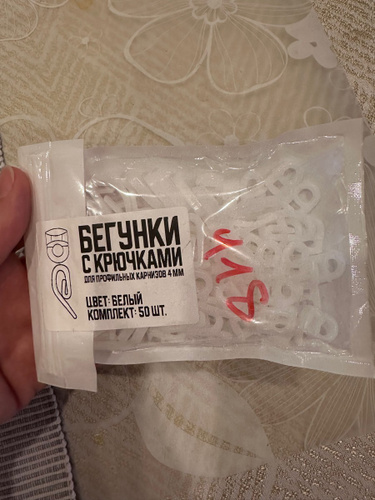 БЕГУНКИ
С КРЮЧКАМИ
ДЛЯ ПРОФИЛЬНЫХ КАРНИЗОВ 4 ММ
ЦВЕТ: БЕЛЫЙ
КОМПЛЕКТ: 50 ШТ.